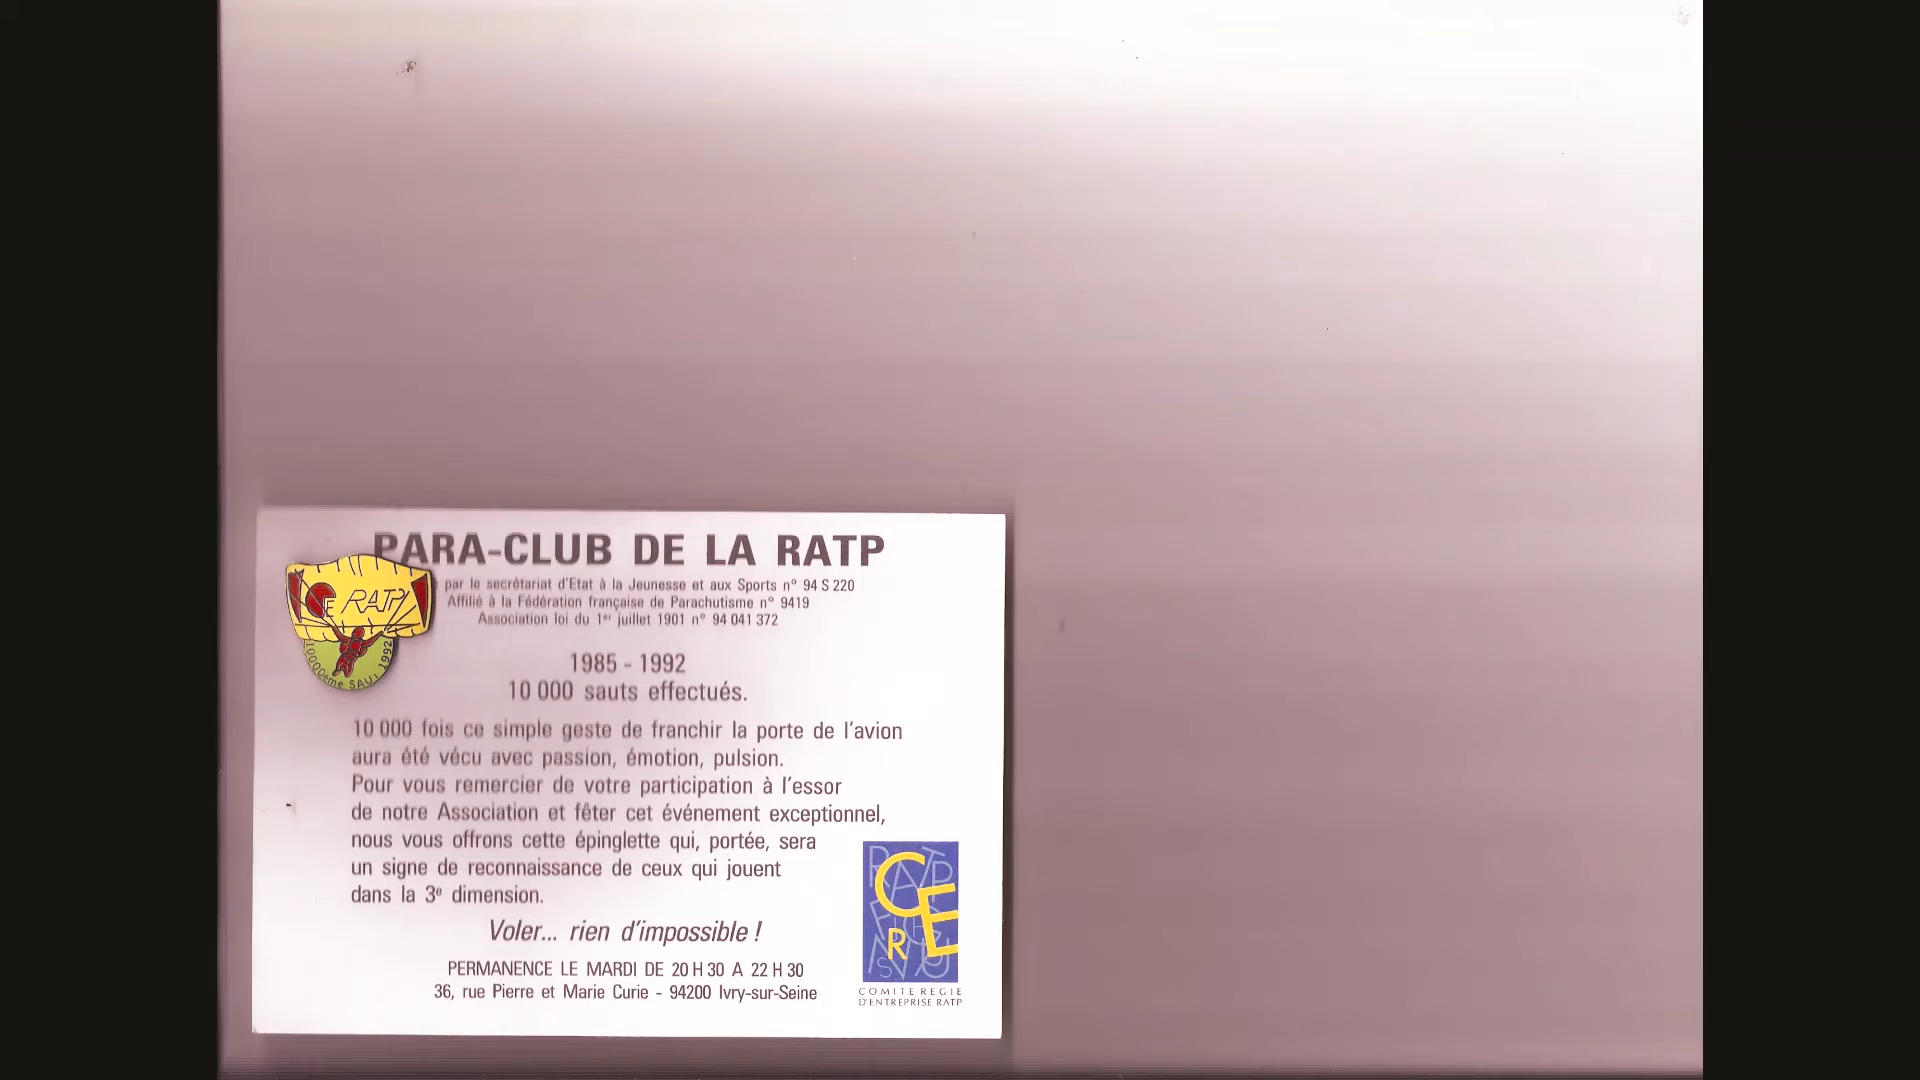 PARA-CLUB DE LA RATP
par le secrétariat d'Etat à la Jeunesse et aux Sports n° 94 S 220
Affilié à la Fédération française de Parachutisme n° 9419
Association loi du 1er juillet 1901 n° 94 041 372
CE RATP
10000eme SAUT 1992
1985 - 1992
10 000 sauts effectués.
10 000 fois ce simple geste de franchir la porte de l'avion
aura été vécu avec passion, émotion, pulsion.
Pour vous remercier de votre participation à l'essor
de notre Association et fêter cet événement exceptionnel,
nous vous offrons cette épinglette qui, portée, sera
un signe de reconnaissance de ceux qui jouent
dans la 3e dimension.
Voler... rien d'impossible !
PERMANENCE LE MARDI DE 20 H 30 A 22 H 30
36, rue Pierre et Marie Curie - 94200 Ivry-sur-Seine
RATP
CRE
COMITE REGIE
D'ENTREPRISE RATP